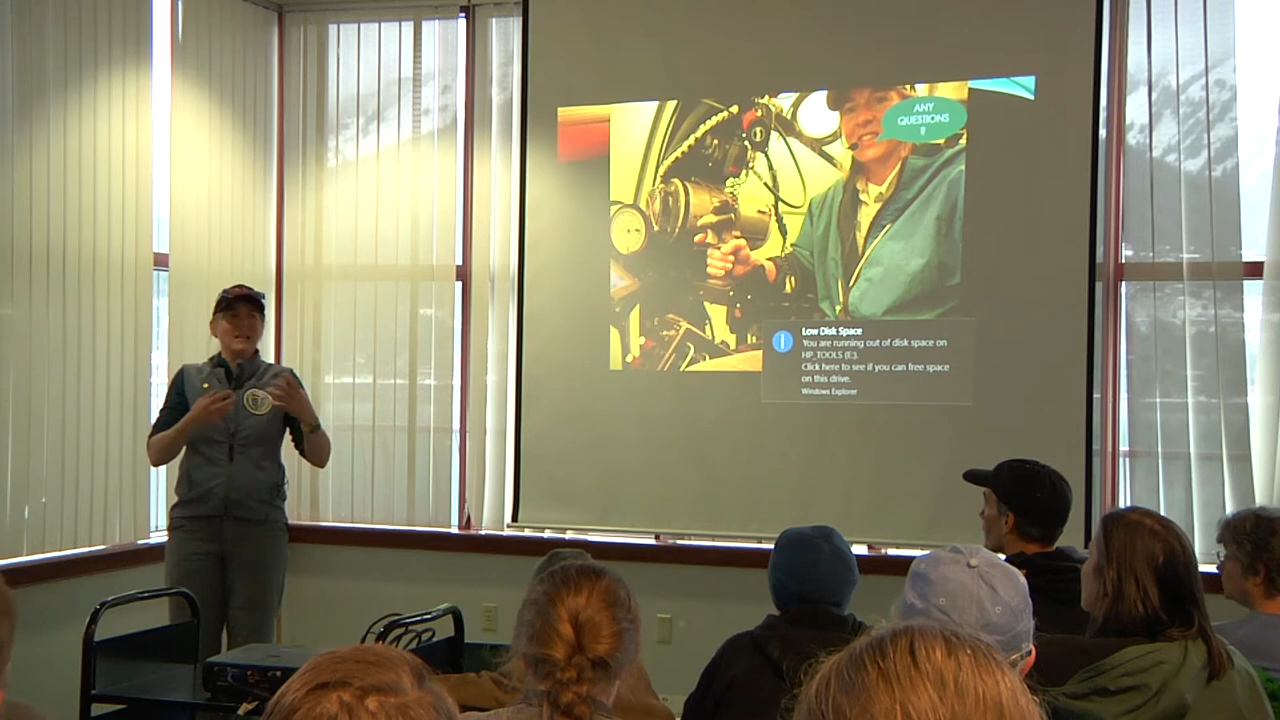 ANY
QUESTIONS
?
Low Disk Space
You are running out of disk space on
HP_TOOLS (E:).
Click here to see if you can free space
on this drive.
Windows Explorer